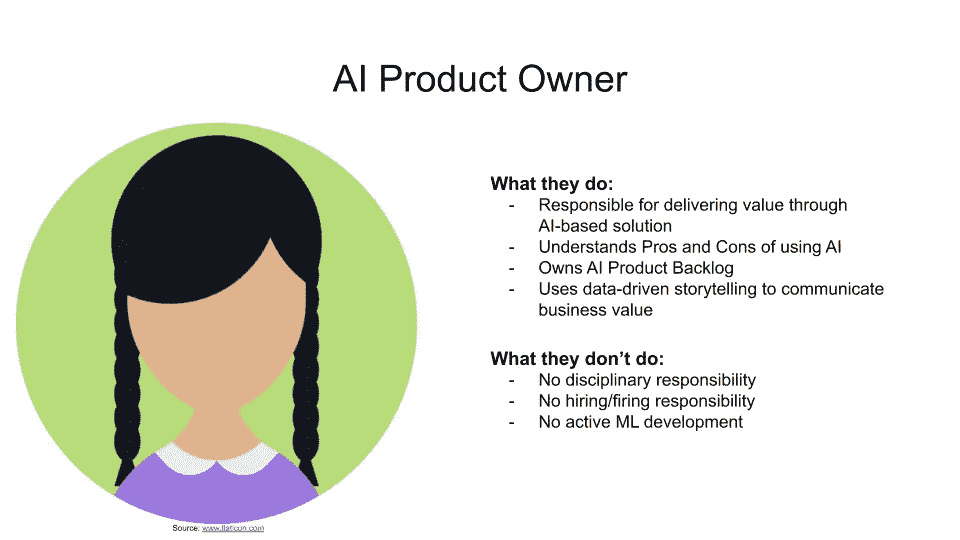 AI Product Owner
What they do:
- Responsible for delivering value through
AI-based solution
- Understands Pros and Cons of using AI
- Owns AI Product Backlog
- Uses data-driven storytelling to communicate
business value
What they don’t do:
- No disciplinary responsibility
- No hiring/firing responsibility
- No active ML development
Source: www.flaticon.com